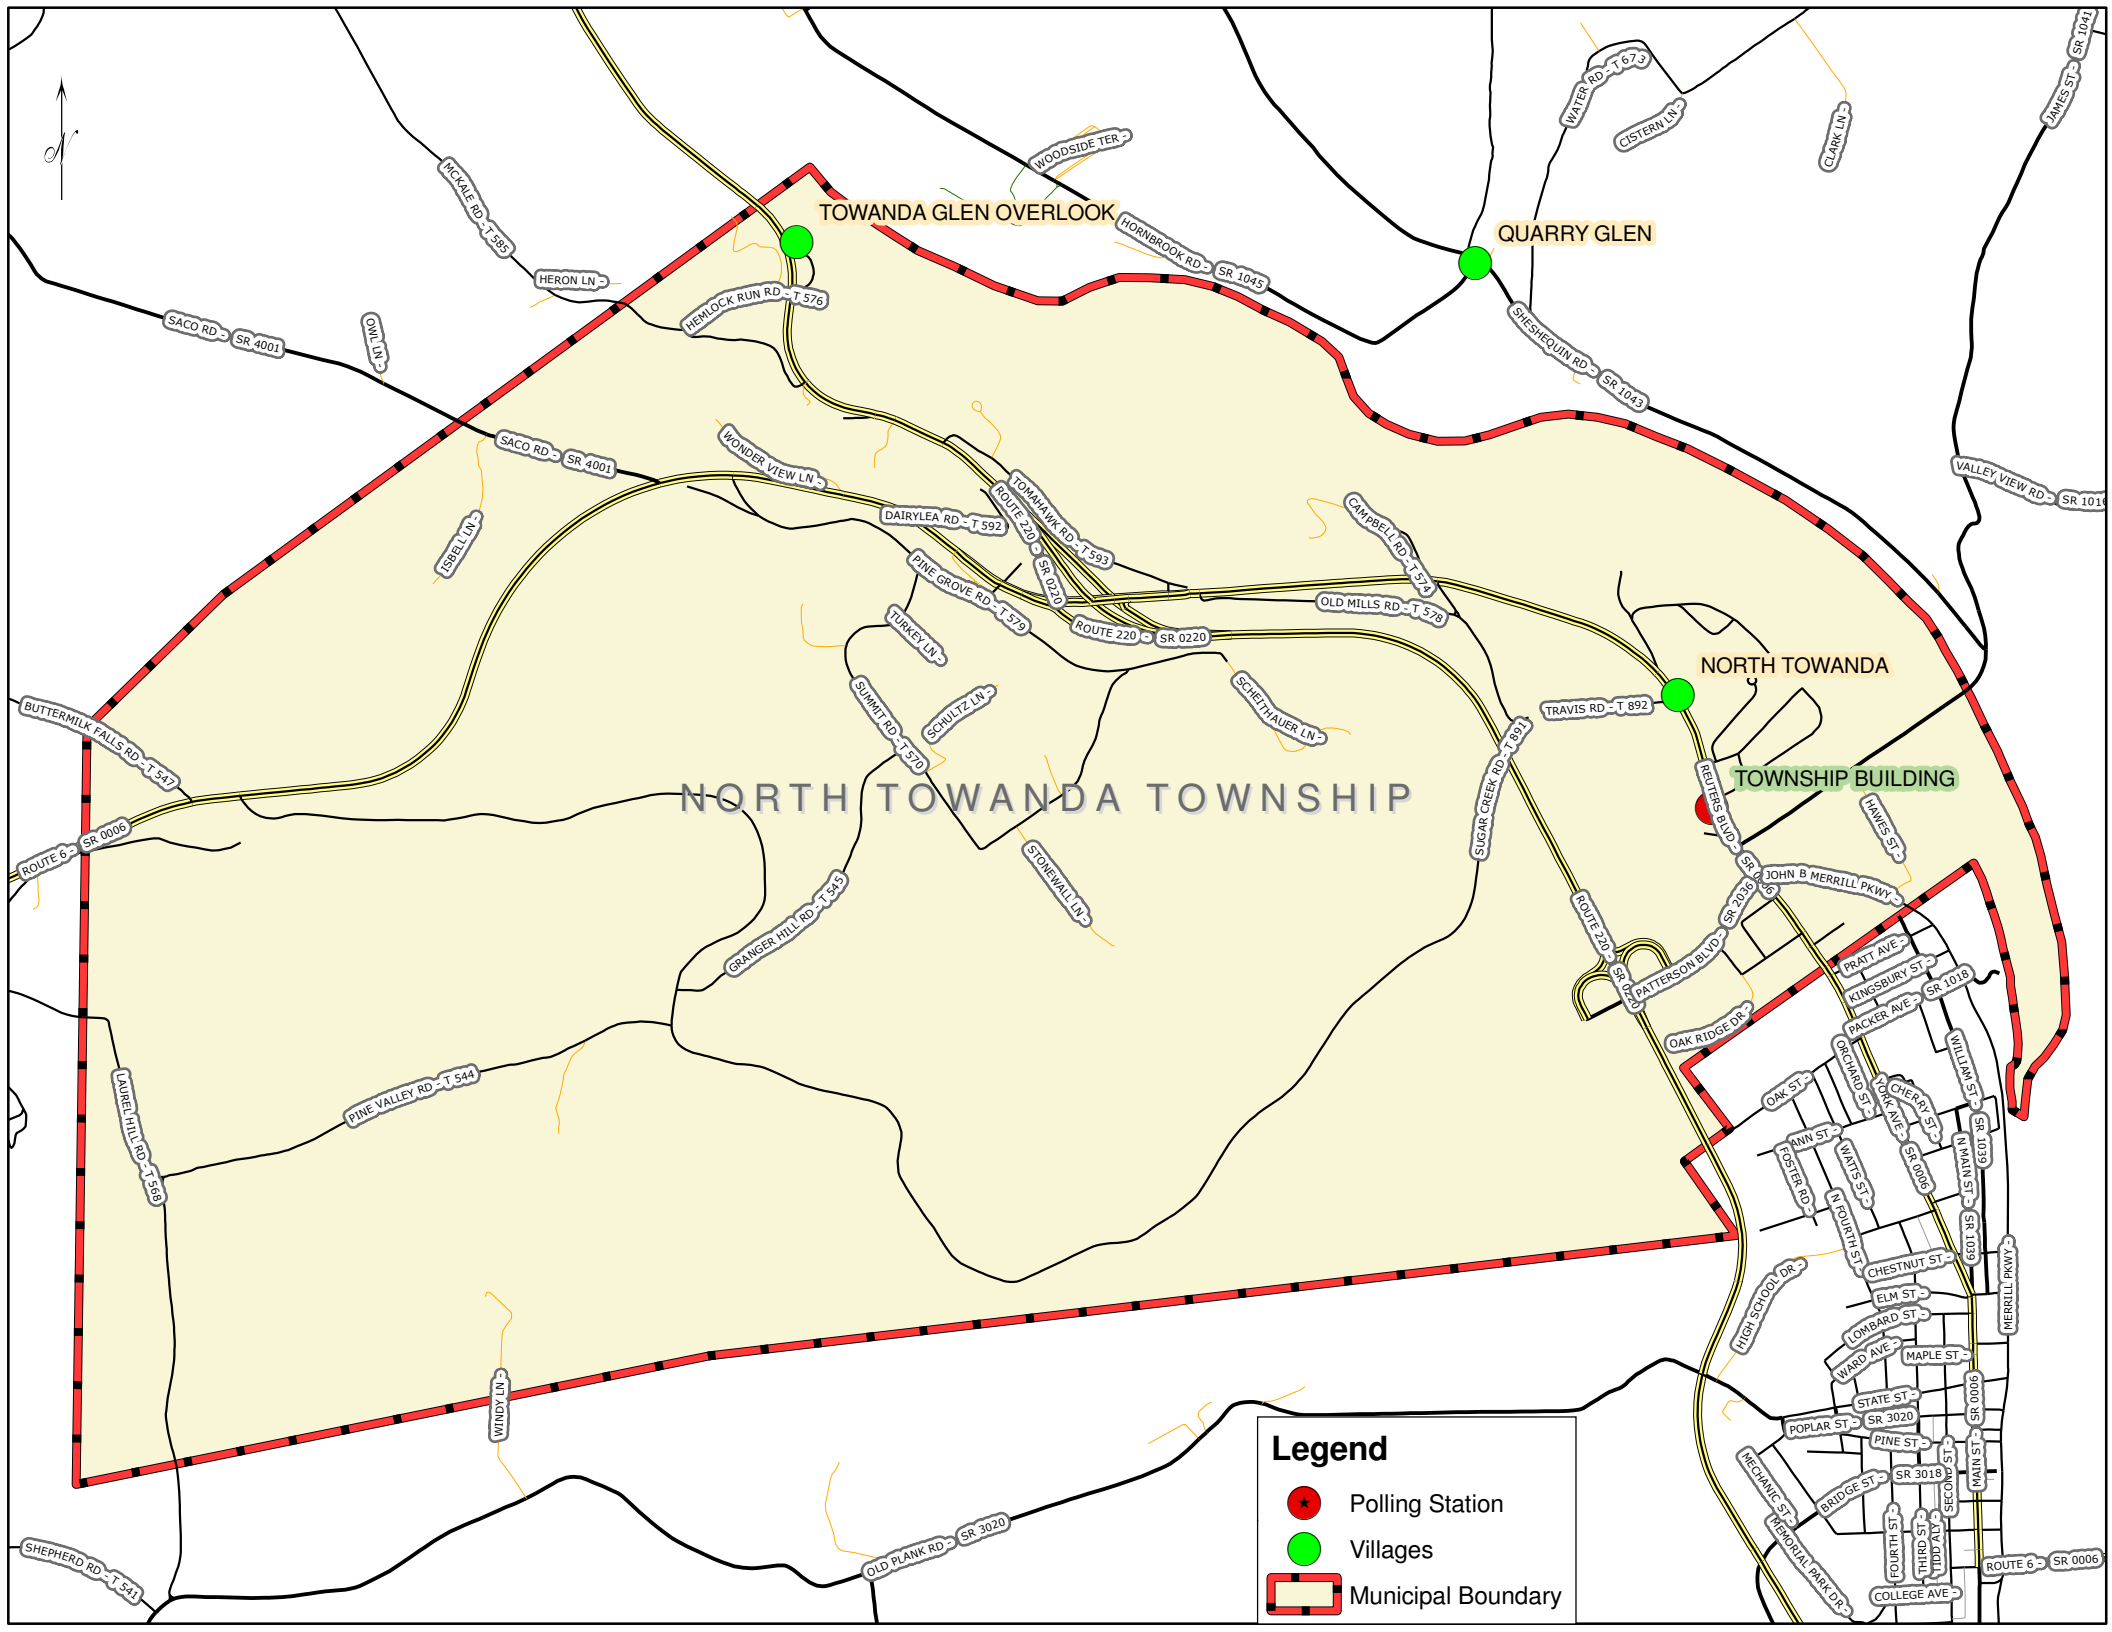 SR 1041
JAMES ST -
WATER RD - T 673
CISTERN LN -
CLARK LN -
WOODSIDE TER -
N
MCKALE RD - T 585
TOWANDA GLEN OVERLOOK
QUARRY GLEN
HORNBROOK RD - SR 1045
HERON LN -
HEMLOCK RUN RD - T 576
SACO RD - SR 4001
OWL LN -
SHESHEQUIN RD - SR 1043
SACO RD - SR 4001
WONDER VIEW LN -
VALLEY VIEW RD - SR 1016
ISBELL LN -
DAIRYLEA RD - T 592
ROUTE 220 - SR 0220
TOMAHAWK RD - T 593
CAMPBELL RD - T 574
PINE GROVE RD - T 579
OLD MILLS RD - T 578
ROUTE 220 - SR 0220
TURKEY LN -
NORTH TOWANDA
SUMMIT RD - T 570
SCHULTZ LN -
SCHEITHAUER LN -
TRAVIS RD - T 892
BUTTERMILK FALLS RD - T 547
SUGAR CREEK RD - T 891
REUTERS BLVD - SR 0006
TOWNSHIP BUILDING
NORTH TOWANDA TOWNSHIP
HAWES ST -
ROUTE 6 - SR 0006
STONEWALL LN -
GRANGER HILL RD - T 545
JOHN B MERRILL PKWY -
ROUTE 220 - SR 0220
PATTERSON BLVD - SR 2036
PRATT AVE -
KINGSBURY ST -
PACKER AVE - SR 1018
OAK RIDGE DR -
LAUREL HILL RD - T 568
PINE VALLEY RD - T 544
ORCHARD ST -
WILLIAM ST -
OAK ST -
YORK AVE - SR 0006
CHERRY ST -
ANN ST -
FOSTER RD -
WATTS ST -
N MAIN ST - SR 1039
SR 1039
N FOURTH ST -
CHESTNUT ST -
MERRILL PKWY -
HIGH SCHOOL DR -
ELM ST -
LOMBARD ST -
WARD AVE -
MAPLE ST -
WINDY LN -
STATE ST -
POPLAR ST - SR 3020
PINE ST -
MAIN ST - SR 0006
SECOND ST -
BRIDGE ST - SR 3018
MECHANIC ST -
MEMORIAL PARK DR -
FOURTH ST -
THIRD ST -
TIDD ALY -
ROUTE 6 - SR 0006
COLLEGE AVE -
OLD PLANK RD - SR 3020
SHEPHERD RD - T 541
Legend
Polling Station
Villages
Municipal Boundary